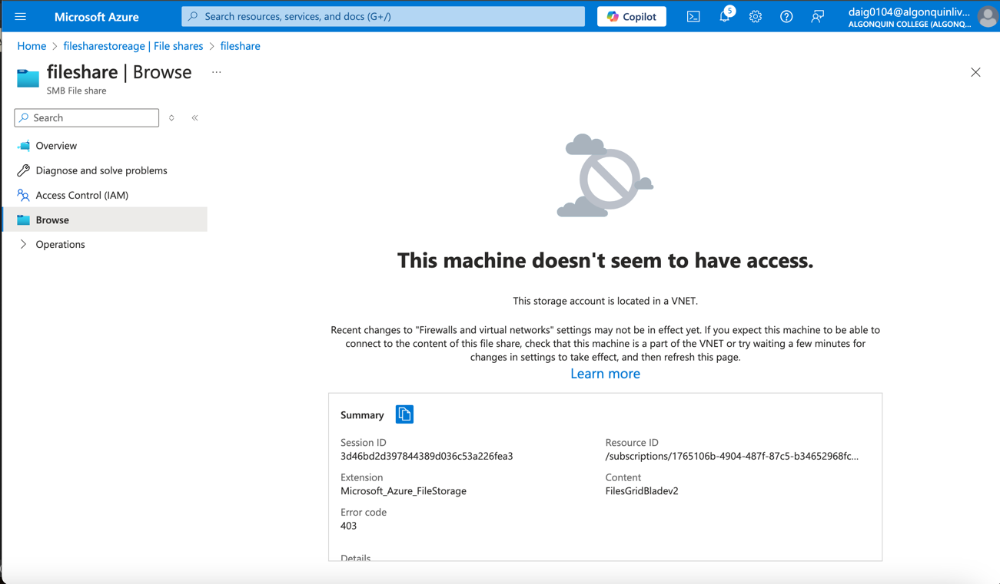 Microsoft Azure
Search resources, services, and docs (G+/)
Copilot
5
daig0104@algonquinliv...
ALGONQUIN COLLEGE (ALGONQ...
Home > filesharestoreage | File shares > fileshare
fileshare | Browse ...
SMB File share
Search
Overview
Diagnose and solve problems
Access Control (IAM)
Browse
Operations
This machine doesn't seem to have access.
This storage account is located in a VNET.
Recent changes to "Firewalls and virtual networks" settings may not be in effect yet. If you expect this machine to be able to
connect to the content of this file share, check that this machine is a part of the VNET or try waiting a few minutes for
changes in settings to take effect, and then refresh this page.
Learn more
Summary
Session ID
3d46bd2d397844389d036c53a226fea3
Resource ID
/subscriptions/1765106b-4904-487f-87c5-b34652968fc...
Extension
Microsoft_Azure_FileStorage
Content
FilesGridBladev2
Error code
403
Details